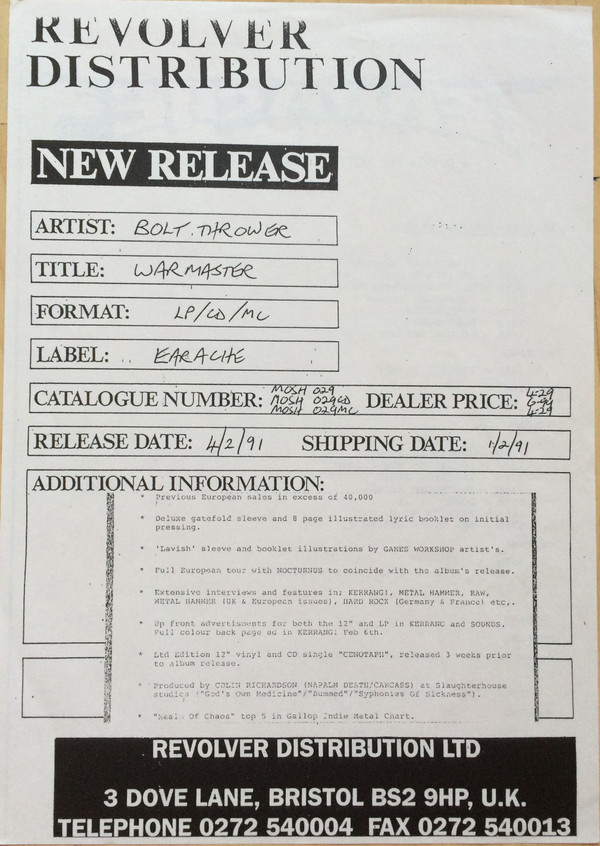 REVOLVER
DISTRIBUTION
NEW RELEASE
ARTIST: BOLT.THROWER
TITLE: WARMASTER
FORMAT: LP/CD/MC
LABEL: EARACHE
CATALOGUE NUMBER: MOSH 029 MOSH 029CD MOSH 029MC DEALER PRICE: 4-29 6-99 4-29
RELEASE DATE: 4/2/91 SHIPPING DATE: 1/2/91
ADDITIONAL INFORMATION:
* Previous European sales in excess of 40,000
* Deluxe gatefold sleeve and 8 page illustrated lyric booklet on initial
pressing.
* 'Lavish' sleeve and booklet illustrations by GAMES WORKSHOP artist's.
* Full European tour with NOCTURNUS to coincide with the album's release.
* Extensive interviews and features in; KERRANG!, METAL HAMMER, RAW,
METAL HAMMER (UK & European issues), HARD ROCK (Germany & France) etc,.
* Up front advertisments for both the 12" and LP in KERRANG and SOUNDS.
Full colour back page ad in KERRANG! Feb 6th.
* Ltd Edition 12" vinyl and CD single "CENOTAPH", released 3 weeks prior
to album release.
* Produced by COLIN RICHARDSON (NAPALM DEATH/CARCASS) at Slaughterhouse
studios ("God's Own Medicine"/"Bummed"/"Syphonies Of Sickness").
* "Realm Of Chaos" top 5 in Gallop Indie Metal Chart.
REVOLVER DISTRIBUTION LTD
3 DOVE LANE, BRISTOL BS2 9HP, U.K.
TELEPHONE 0272 540004 FAX 0272 540013